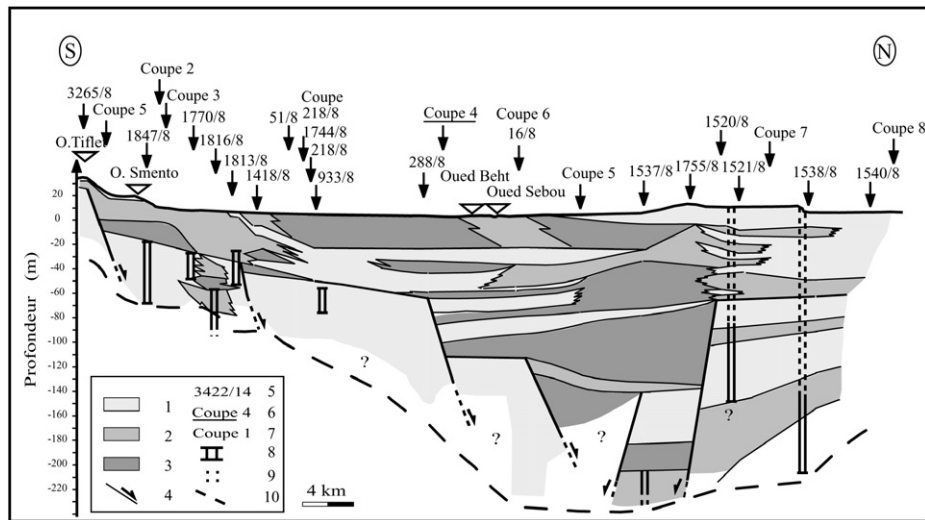 S
N
Coupe 2
3265/8
Coupe 5
Coupe 3
1847/8
1770/8
1816/8
O.Tiflet
O. Smento
1813/8
1418/8
51/8
Coupe
218/8
1744/8
218/8
933/8
Coupe 4
288/8
Oued Beht
Coupe 6
16/8
Oued Sebou
Coupe 5
1537/8
1755/8
1520/8
1521/8
Coupe 7
1538/8
Coupe 8
1540/8
Profondeur (m)
20
0
-20
-40
-60
-80
-90
-100
-120
-140
-160
-180
-200
-220
?
?
?
?
?
1
2
3
4
3422/14 5
Coupe 4 6
Coupe 1 7
8
9
10
4 km